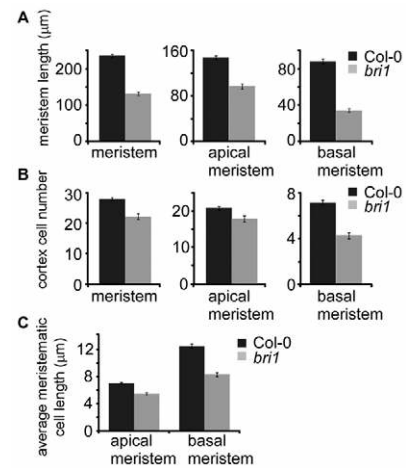 A
meristem length (μm)
200
100
0
meristem
160
80
0
apical
meristem
80
40
0
basal
meristem
Col-0
bri1
B
cortex cell number
30
20
10
0
meristem
20
10
0
apical
meristem
8
4
0
basal
meristem
Col-0
bri1
C
average meristematic
cell length (μm)
12
8
4
0
apical
meristem
basal
meristem
Col-0
bri1